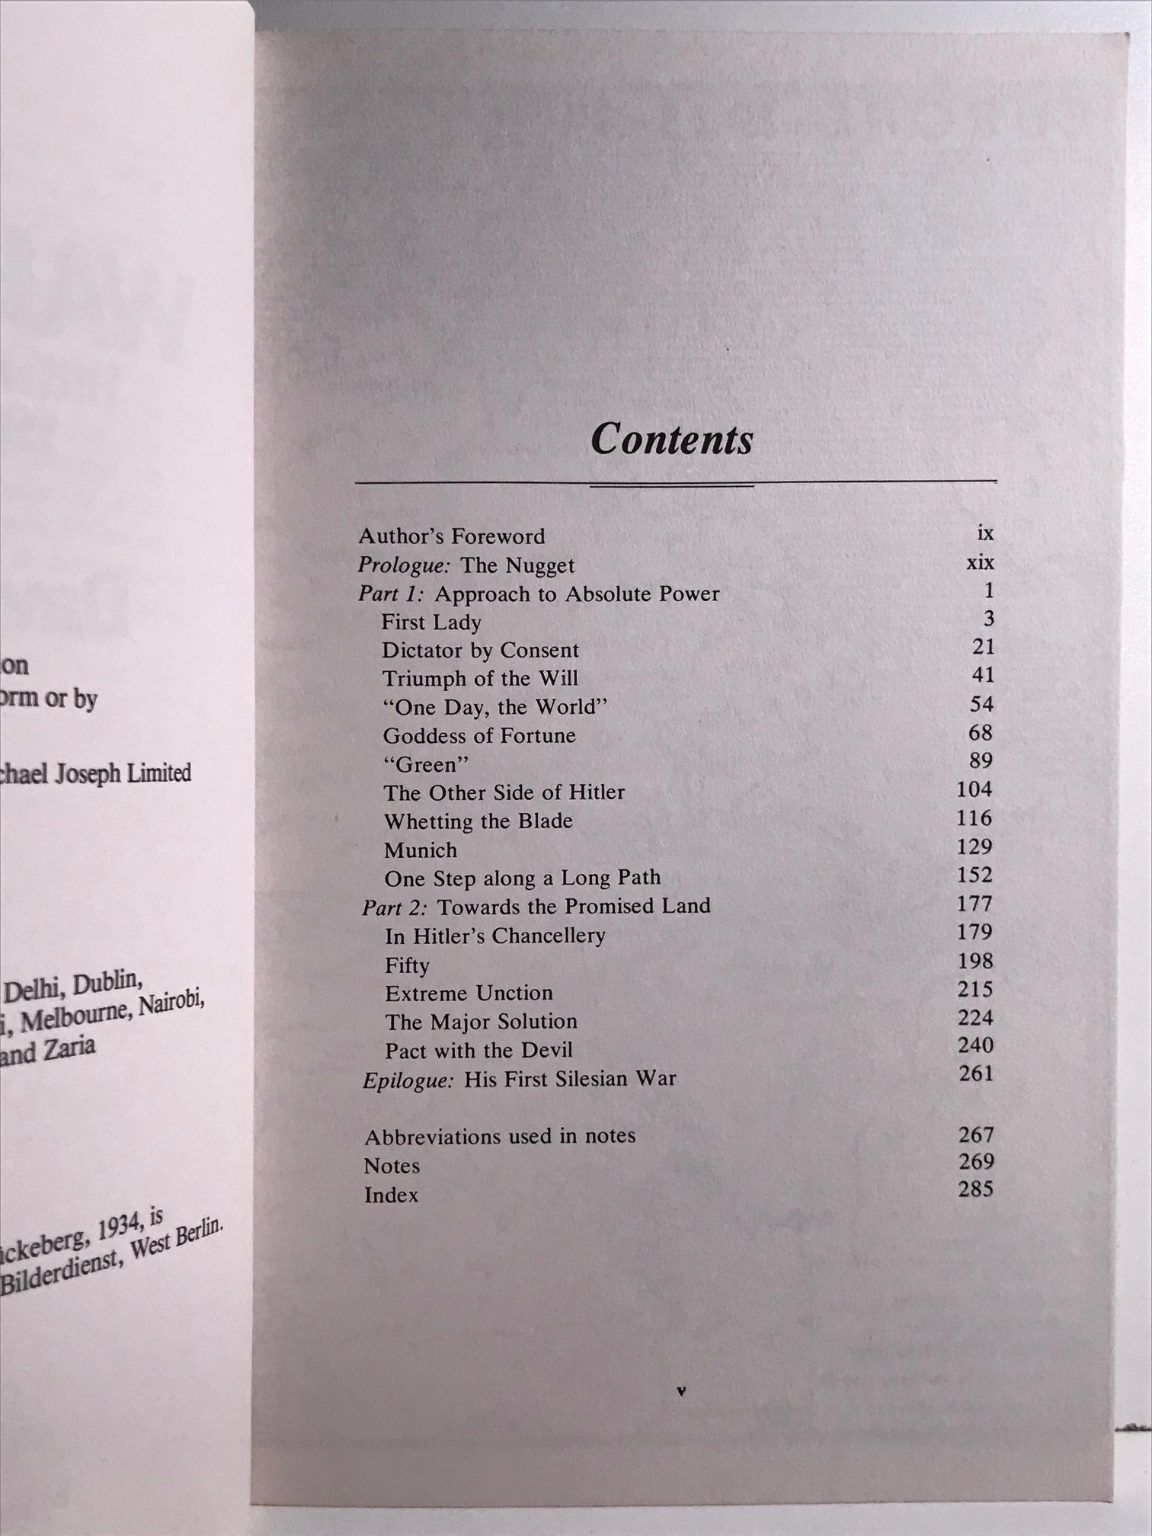 on
orm or by
chael Joseph Limited
Delhi, Dublin,
i, Melbourne, Nairobi,
and Zaria
ickeberg, 1934, is
Bilderdienst, West Berlin.
Contents
Author's Foreword ix
Prologue: The Nugget xix
Part 1: Approach to Absolute Power 1
First Lady 3
Dictator by Consent 21
Triumph of the Will 41
“One Day, the World” 54
Goddess of Fortune 68
“Green” 89
The Other Side of Hitler 104
Whetting the Blade 116
Munich 129
One Step along a Long Path 152
Part 2: Towards the Promised Land 177
In Hitler's Chancellery 179
Fifty 198
Extreme Unction 215
The Major Solution 224
Pact with the Devil 240
Epilogue: His First Silesian War 261
Abbreviations used in notes 267
Notes 269
Index 285
v